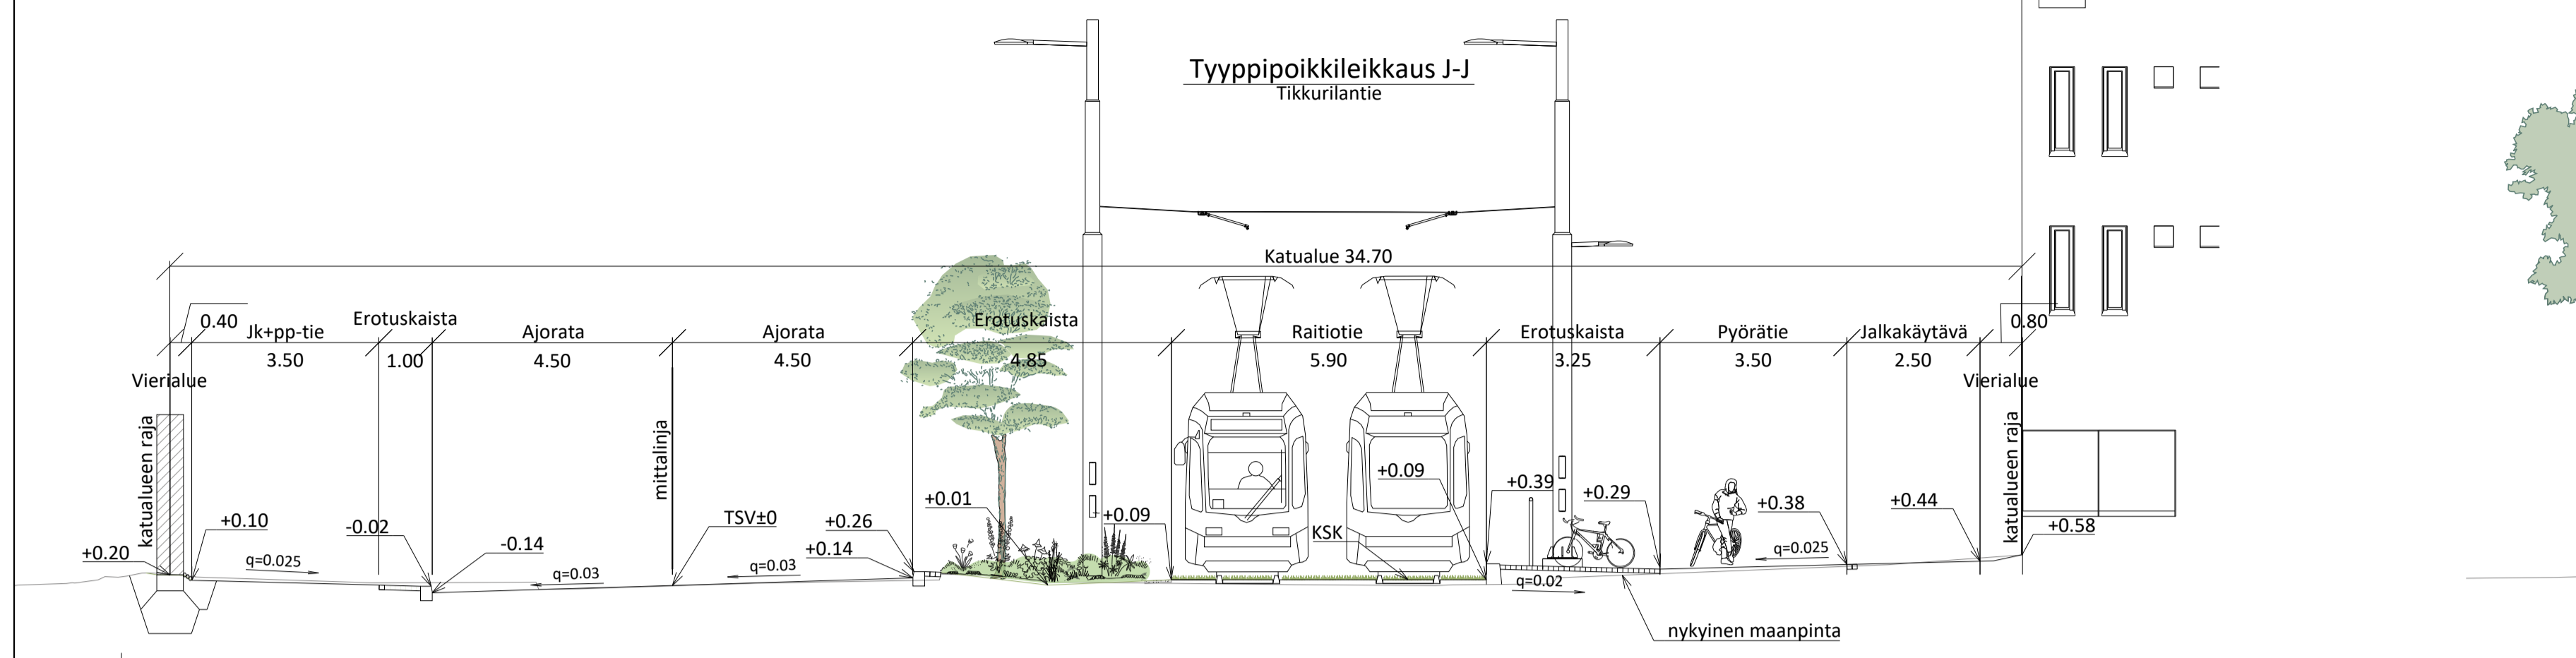 Tyyppipoikkileikkaus J-J
Tikkurilantie
Katualue 34.70
0.40
Jk+pp-tie
Erotuskaista
Ajorata
Ajorata
Erotuskaista
Raitiotie
Erotuskaista
Pyörätie
Jalkakäytävä
0.80
3.50
1.00
4.50
4.50
4.85
5.90
3.25
3.50
2.50
Vierialue
Vierialue
katualueen raja
mittalinja
katualueen raja
+0.20
+0.10
q=0.025
-0.02
-0.14
q=0.03
TSV±0
q=0.03
+0.26
+0.14
+0.01
+0.09
KSK
+0.09
+0.39
q=0.02
+0.29
+0.38
q=0.025
+0.44
+0.58
nykyinen maanpinta